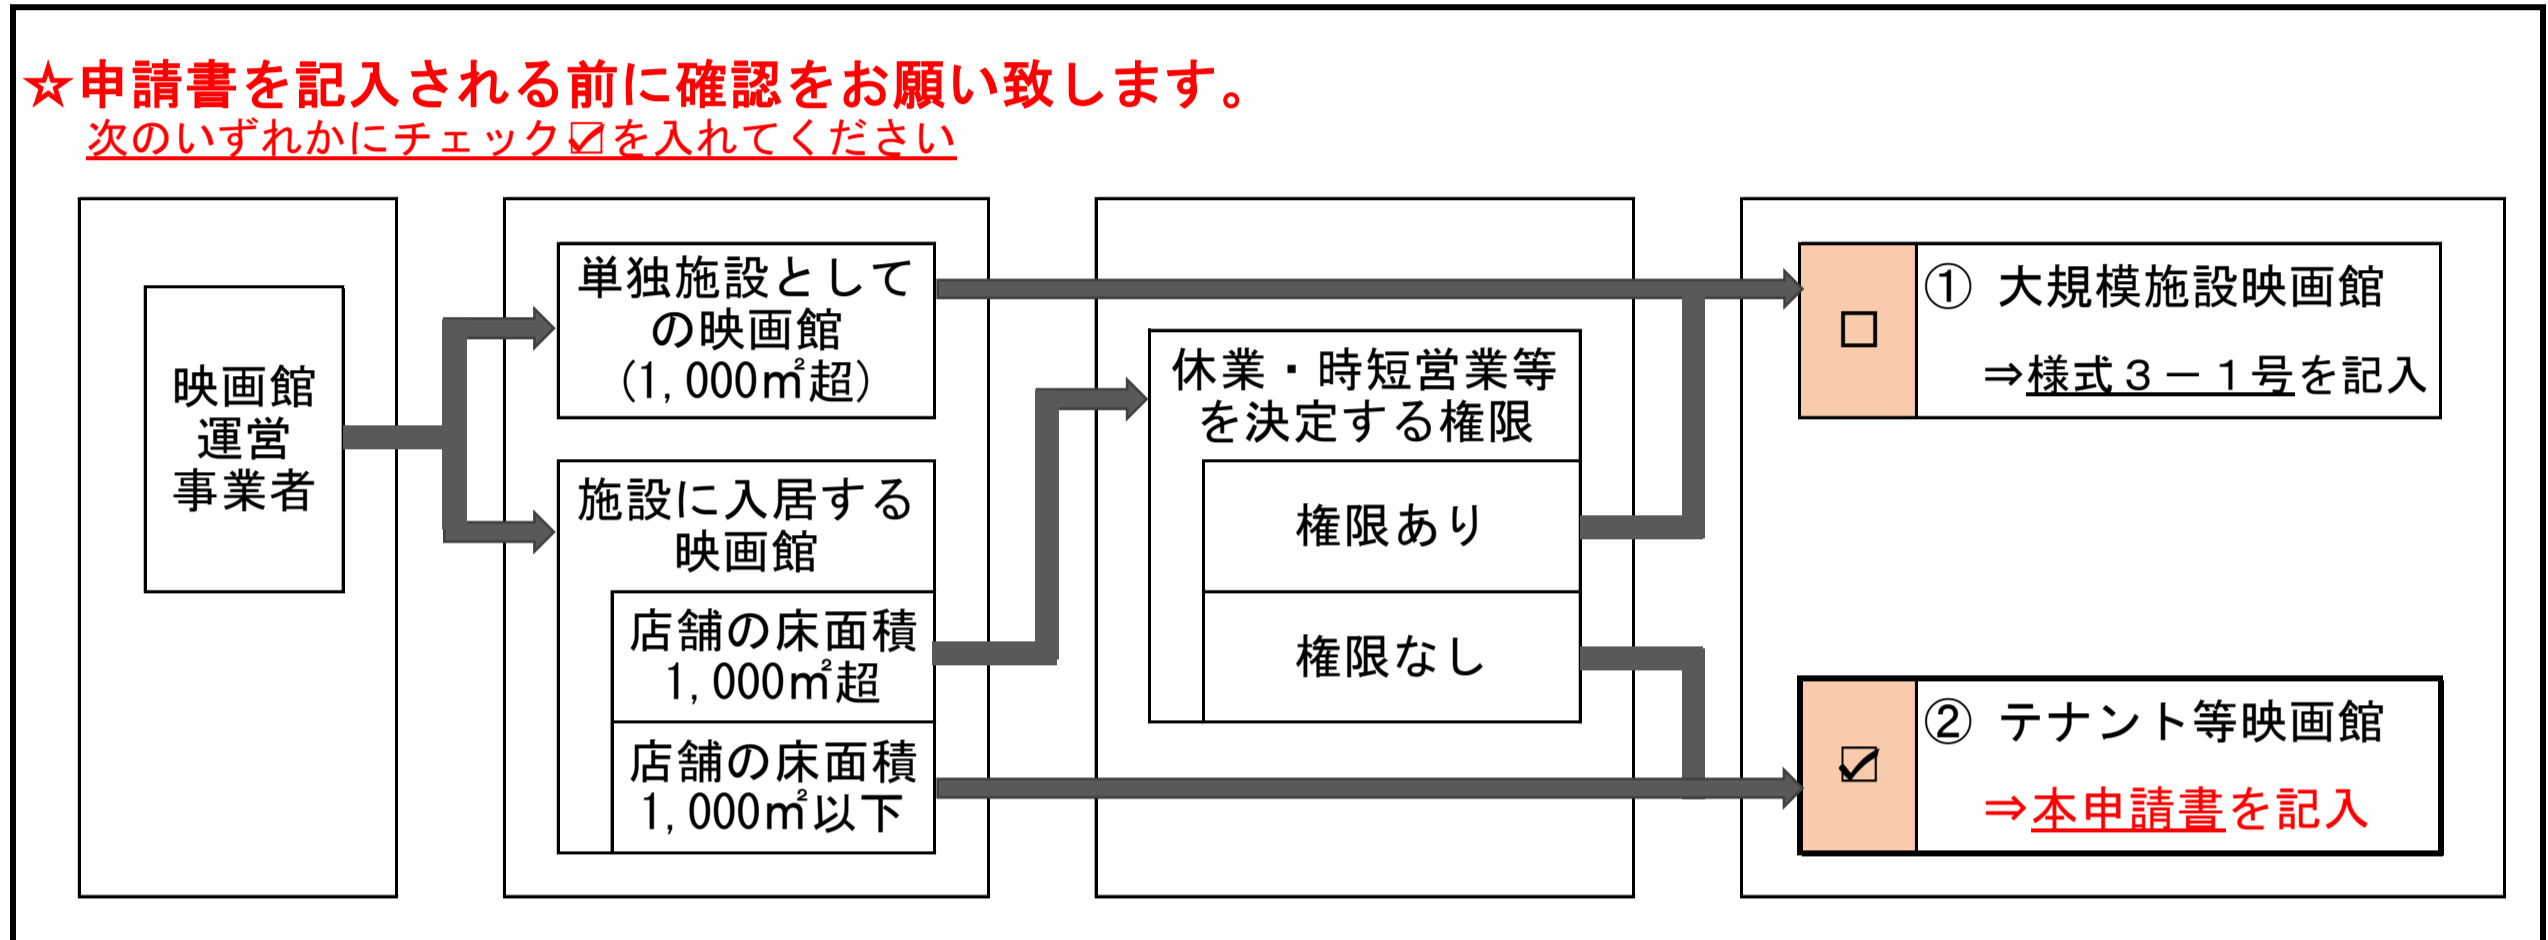 ☆申請書を記入される前に確認をお願い致します。
次のいずれかにチェック☑を入れてください
映画館
運営
事業者
単独施設として
の映画館
(1,000㎡超)
施設に入居する
映画館
店舗の床面積
1,000㎡超
店舗の床面積
1,000㎡以下
休業・時短営業等
を決定する権限
権限あり
権限なし
□
① 大規模施設映画館
⇒様式3－1号を記入
☑
② テナント等映画館
⇒本申請書を記入